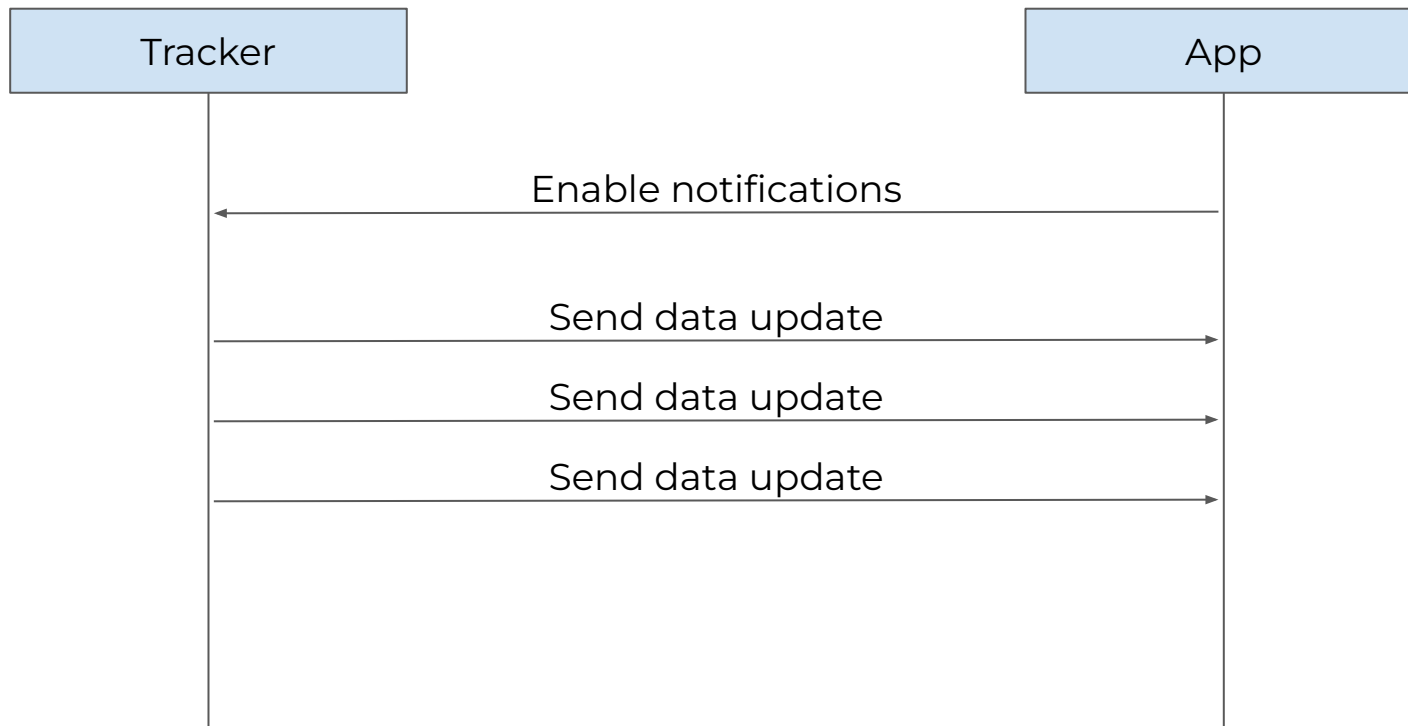 Tracker
App
Enable notifications
Send data update
Send data update
Send data update